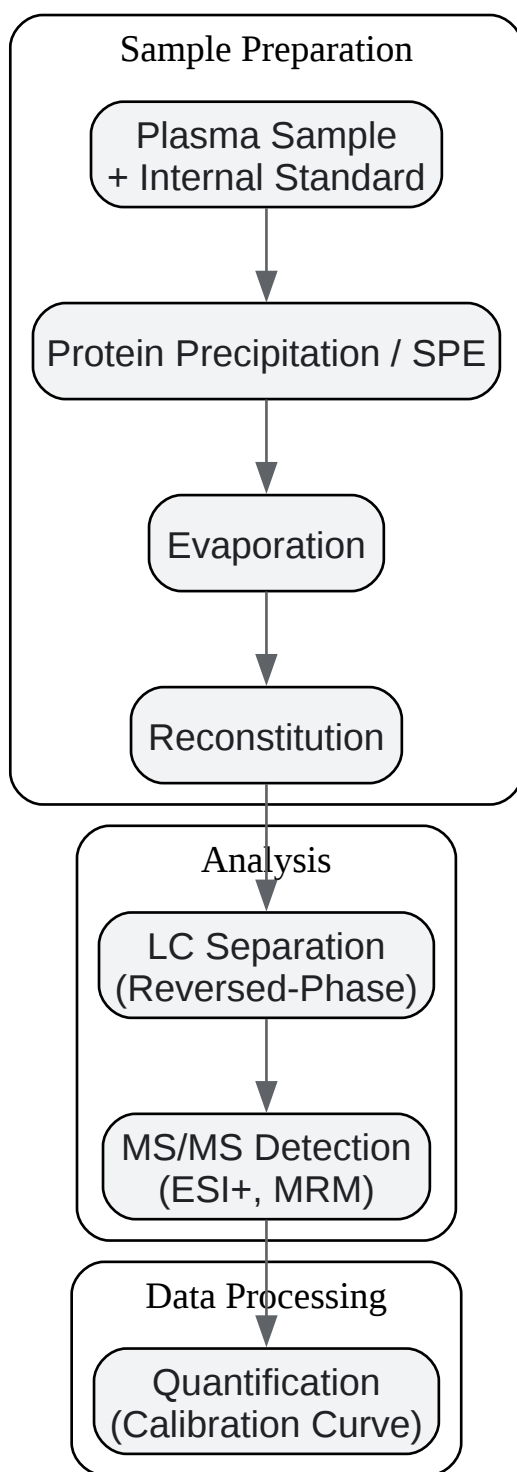 Sample Preparation
Plasma Sample
+ Internal Standard
Protein Precipitation / SPE
Evaporation
Reconstitution
Analysis
LC Separation
(Reversed-Phase)
MS/MS Detection
(ESI+, MRM)
Data Processing
Quantification
(Calibration Curve)